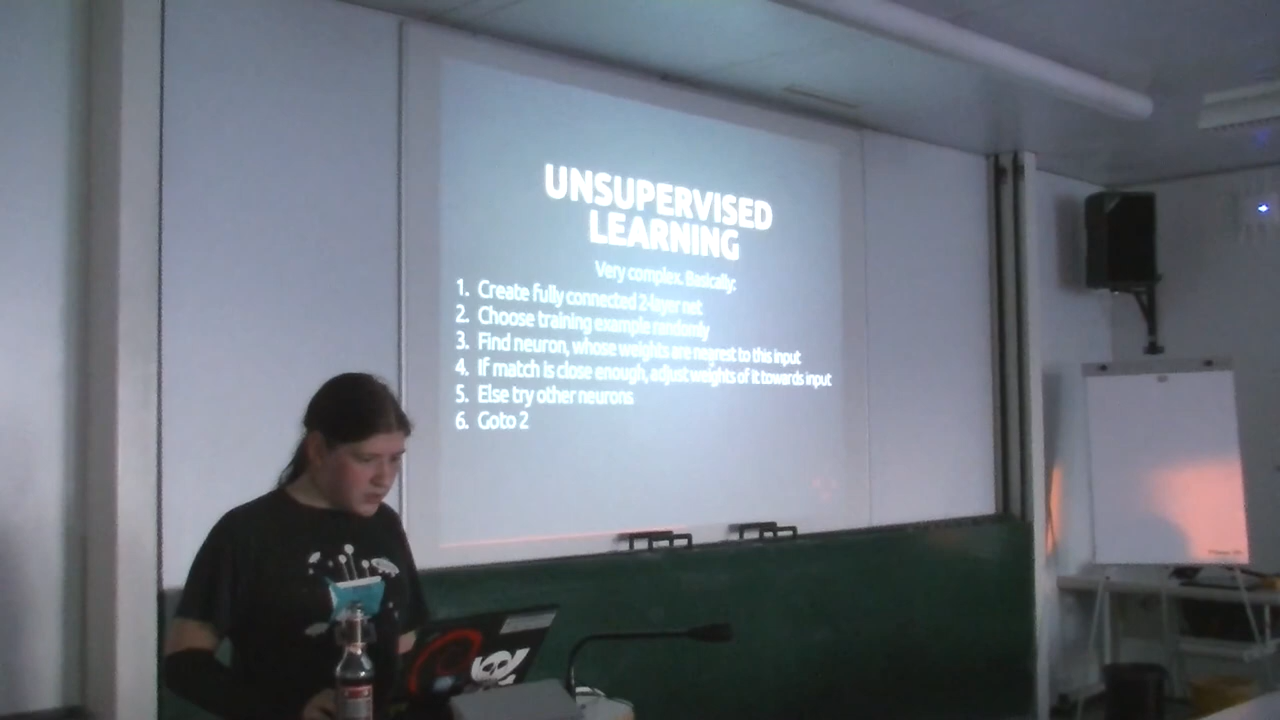 UNSUPERVISED
LEARNING
Very complex. Basically:
1. Create fully connected 2-layer net
2. Choose training example randomly
3. Find neuron, whose weights are nearest to this input
4. If match is close enough, adjust weights of it towards input
5. Else try other neurons
6. Goto 2